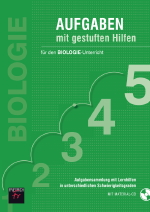 BIOLOGIE
AUFGABEN
mit gestuften Hilfen
für den BIOLOGIE-Unterricht
5
4
3
2
Aufgabensammlung mit Lernhilfen
in unterschiedlichen Schwierigkeitsgraden
MIT MATERIAL-CD